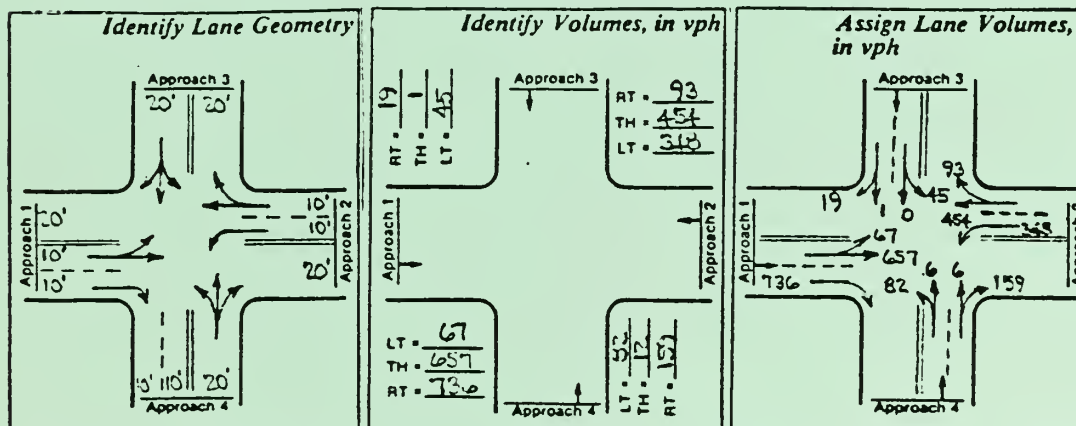 Identify Lane Geometry
Approach 3
20' 20'
Approach 1
20'
10'
10'
Approach 2
10'
10'
20'
10' 20'
Approach 4
Identify Volumes, in vph
Approach 3
RT = 19
TH = 1
LT = 45
RT = 93
TH = 454
LT = 348
Approach 1
Approach 2
LT = 67
TH = 657
RT = 736
LT = 82
TH = 12
RT = 159
Approach 4
Assign Lane Volumes,
in vph
Approach 3
19
1
0
45
93
454
348
Approach 1
67
657
736
82
6 6
159
Approach 4